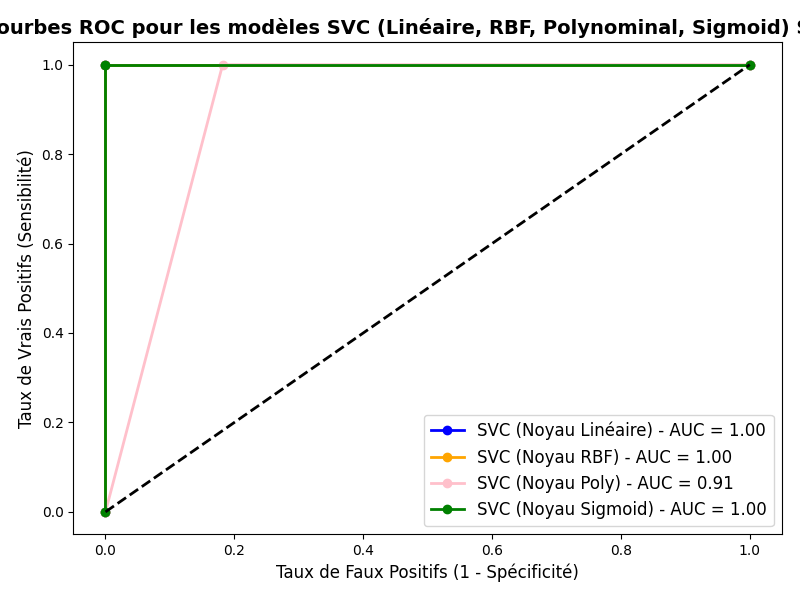 ourbes ROC pour les modèles SVC (Linéaire, RBF, Polynominal, Sigmoid)
1.0
0.8
0.6
0.4
0.2
0.0
Taux de Vrais Positifs (Sensibilité)
SVC (Noyau Linéaire) - AUC = 1.00
SVC (Noyau RBF) - AUC = 1.00
SVC (Noyau Poly) - AUC = 0.91
SVC (Noyau Sigmoid) - AUC = 1.00
0.0 0.2 0.4 0.6 0.8 1.0
Taux de Faux Positifs (1 - Spécificité)